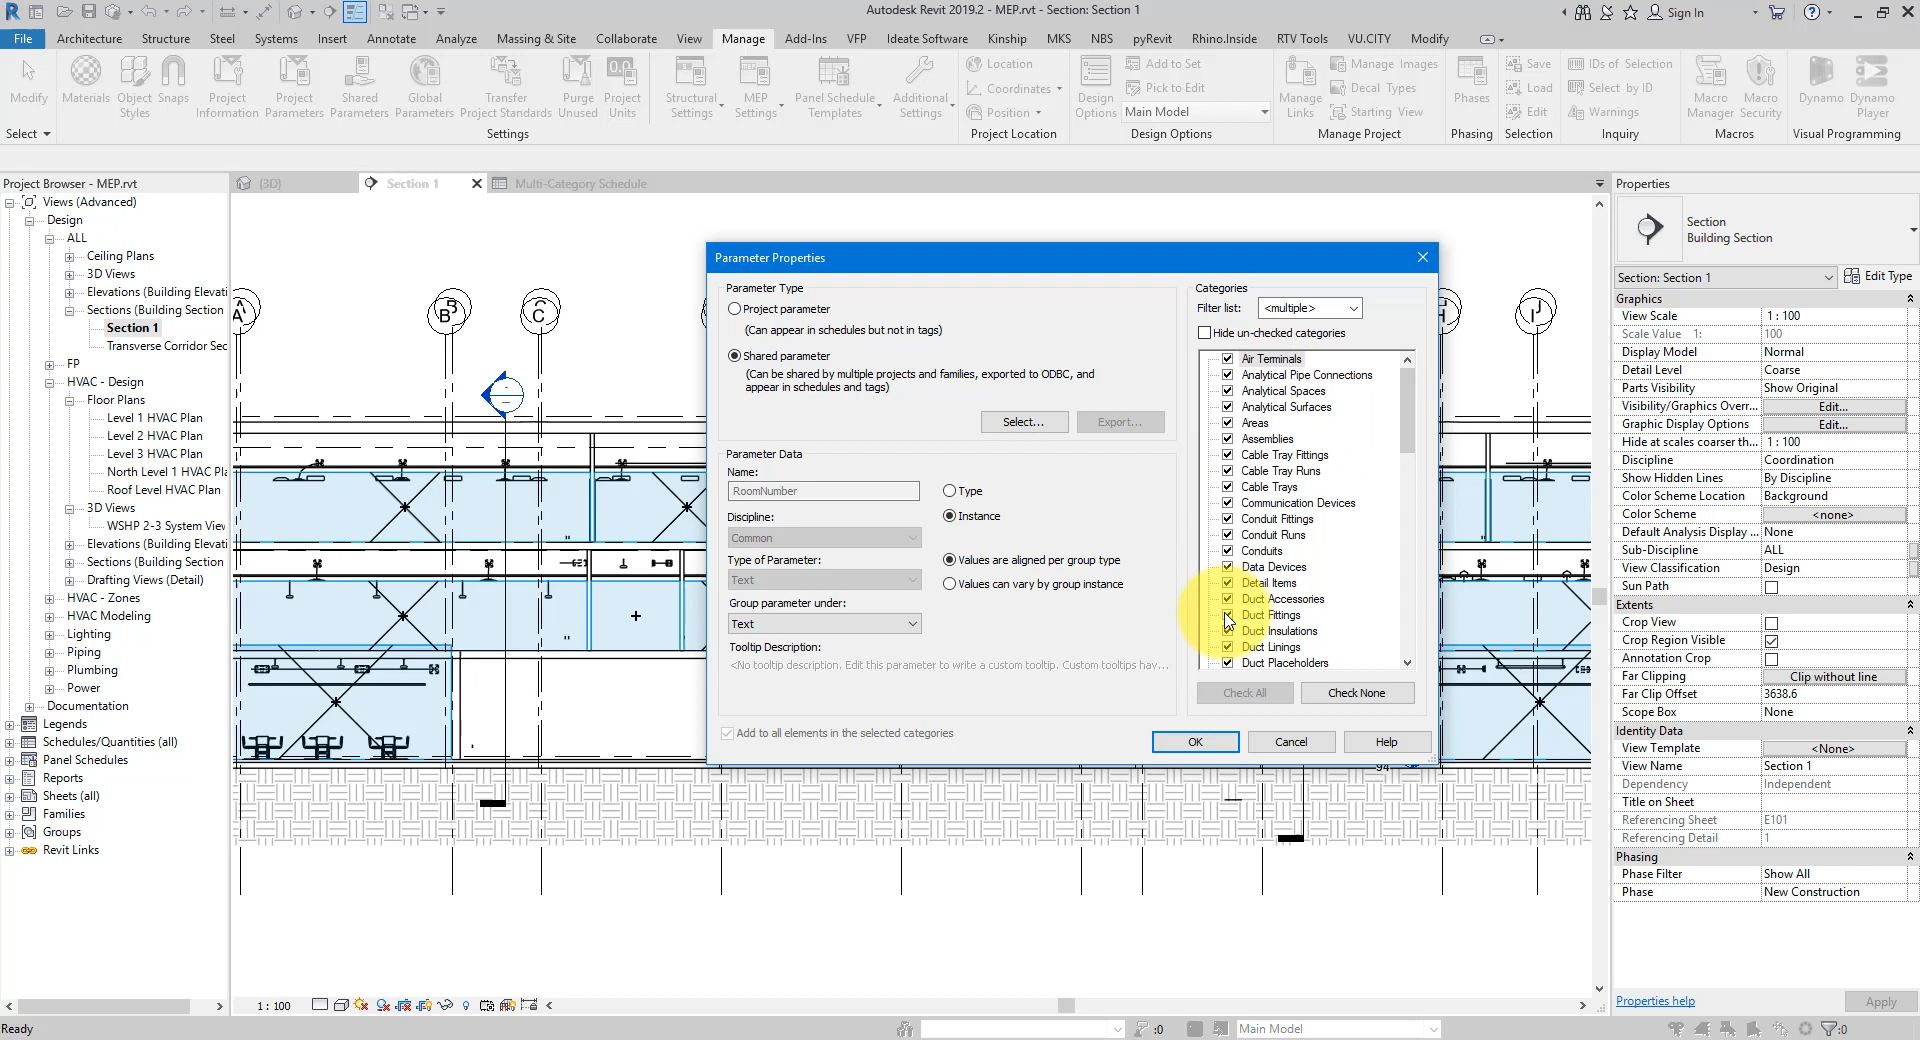 Autodesk Revit 2019.2 - MEP.rvt - Section: Section 1
Sign In
File Architecture Structure Steel Systems Insert Annotate Analyze Massing & Site Collaborate View Manage Add-Ins VFP Ideate Software Kinship MKS NBS pyRevit Rhino.Inside RTV Tools VU.CITY Modify
Modify
Materials
Object Styles
Snaps
Project Information
Project Parameters
Shared Parameters
Global Parameters
Transfer Project Standards
Purge Unused
Project Units
Structural Settings
MEP Settings
Panel Schedule Templates
Additional Settings
Location
Coordinates
Position
Design Options
Add to Set
Pick to Edit
Main Model
Manage Links
Manage Images
Decal Types
Starting View
Phases
Save
Load
Edit
IDs of Selection
Select by ID
Warnings
Macro Manager
Macro Security
Dynamo
Dynamo Player
Select
Settings
Project Location
Design Options
Manage Project
Phasing
Selection
Inquiry
Macros
Visual Programming
Project Browser - MEP.rvt
Views (Advanced)
Design
ALL
Ceiling Plans
3D Views
Elevations (Building Elevati
Sections (Building Section
Section 1
Transverse Corridor Sec
FP
HVAC - Design
Floor Plans
Level 1 HVAC Plan
Level 2 HVAC Plan
Level 3 HVAC Plan
North Level 1 HVAC Pla
Roof Level HVAC Plan
3D Views
WSHP 2-3 System View
Elevations (Building Elevati
Sections (Building Section
Drafting Views (Detail)
HVAC - Zones
HVAC Modeling
Lighting
Piping
Plumbing
Power
Documentation
Legends
Schedules/Quantities (all)
Panel Schedules
Reports
Sheets (all)
Families
Groups
Revit Links
{3D}
Section 1
Multi-Category Schedule
A
B
C
H
J
Parameter Properties
Parameter Type
Project parameter
(Can appear in schedules but not in tags)
Shared parameter
(Can be shared by multiple projects and families, exported to ODBC, and
appear in schedules and tags)
Select...
Export...
Parameter Data
Name:
RoomNumber
Type
Discipline:
Instance
Common
Type of Parameter:
Values are aligned per group type
Text
Values can vary by group instance
Group parameter under:
Text
Tooltip Description:
<No tooltip description. Edit this parameter to write a custom tooltip. Custom tooltips hav...
Add to all elements in the selected categories
Categories
Filter list:
<multiple>
Hide un-checked categories
Air Terminals
Analytical Pipe Connections
Analytical Spaces
Analytical Surfaces
Areas
Assemblies
Cable Tray Fittings
Cable Tray Runs
Cable Trays
Communication Devices
Conduit Fittings
Conduit Runs
Conduits
Data Devices
Detail Items
Duct Accessories
Duct Fittings
Duct Insulations
Duct Linings
Duct Placeholders
Check All
Check None
OK
Cancel
Help
94
Properties
Section
Building Section
Section: Section 1
Edit Type
Graphics
View Scale 1 : 100
Scale Value 1: 100
Display Model Normal
Detail Level Coarse
Parts Visibility Show Original
Visibility/Graphics Overr... Edit...
Graphic Display Options Edit...
Hide at scales coarser th... 1 : 100
Discipline Coordination
Show Hidden Lines By Discipline
Color Scheme Location Background
Color Scheme <none>
Default Analysis Display ... None
Sub-Discipline ALL
View Classification Design
Sun Path
Extents
Crop View
Crop Region Visible
Annotation Crop
Far Clipping Clip without line
Far Clip Offset 3638.6
Scope Box None
Identity Data
View Template <None>
View Name Section 1
Dependency Independent
Title on Sheet
Referencing Sheet E101
Referencing Detail 1
Phasing
Phase Filter Show All
Phase New Construction
Properties help
Apply
1 : 100
Ready
:0
Main Model
:0